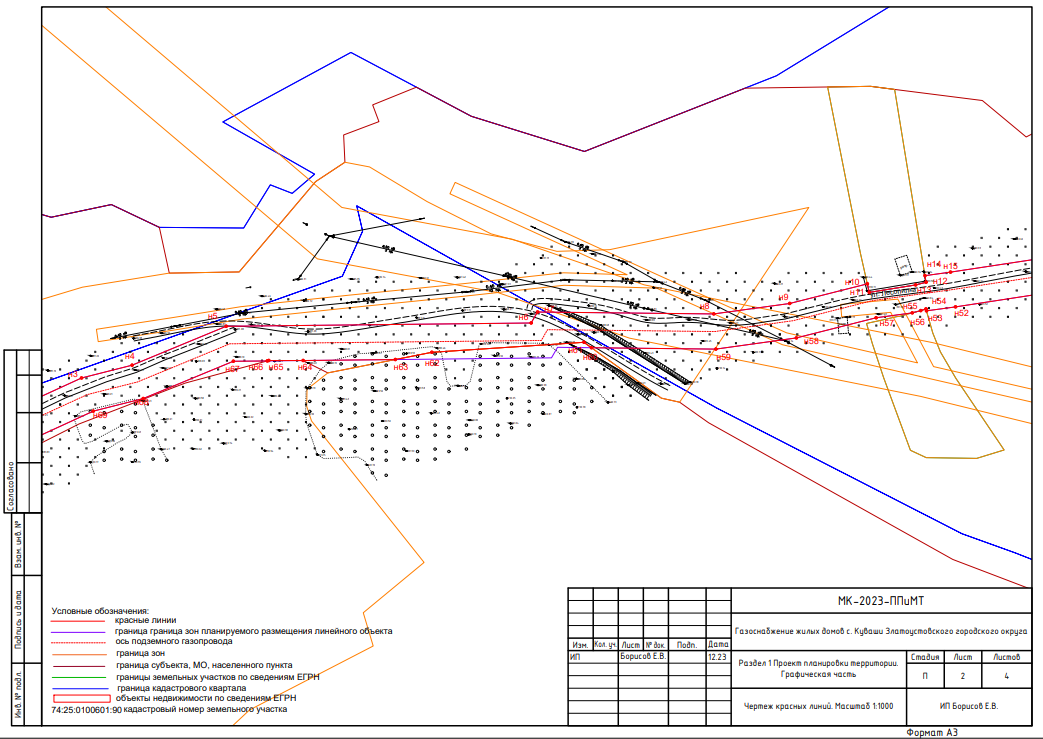 н14
н15
н10
н12
н11
н13
н9
н8
н54
н52
н55
н53
н57
н56
н5
н6
н58
н4
н59
н3
н67
н66
н65
н64
н63
н62
Согласовано
Взам. инв. №
Подпись и дата
Инв. № подл.
Условные обозначения:
красные линии
граница граница зон планируемого размещения линейного объекта
ось подземного газопровода
граница зон
граница субъекта, МО, населенного пункта
границы земельных участков по сведениям ЕГРН
граница кадастрового квартала
объекты недвижимости по сведениям ЕГРН
74:25:0100601:90 кадастровый номер земельного участка
МК-2023-ППиМТ
Газоснабжение жилых домов с. Куваши Златоустовского городского округа
Изм. Кол. уч. Лист № док. Подп. Дата
ИП Борисов Е.В. 12.23
Раздел 1 Проект планировки территории.
Графическая часть
Стадия Лист Листов
П 2 4
Чертеж красных линий. Масштаб 1:1000
ИП Борисов Е.В.
Формат А3